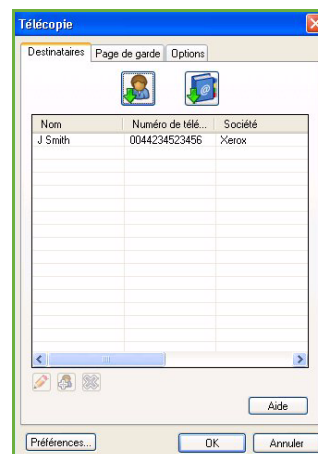 Télécopie
Destinataires Page de garde Options
Nom Numéro de télé... Société
J Smith 0044234523456 Xerox
Aide
Préférences... OK Annuler